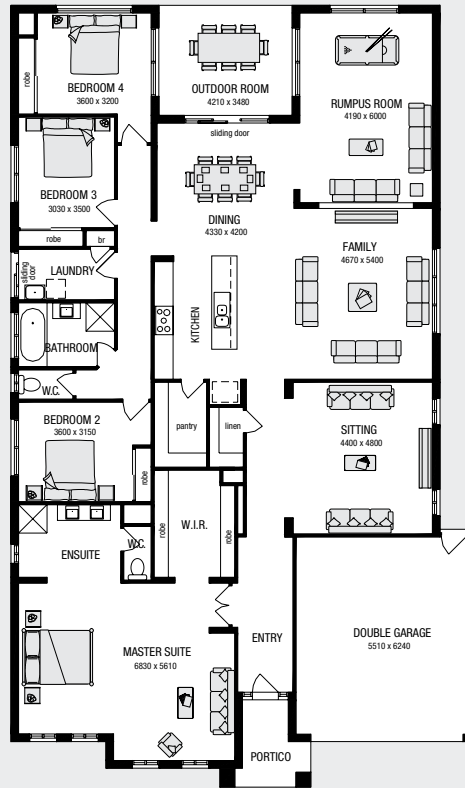 robe
BEDROOM 4
3600 x 3200
OUTDOOR ROOM
4210 x 3480
RUMPUS ROOM
4190 x 6000
sliding door
BEDROOM 3
3030 x 3500
DINING
4330 x 4200
robe
br
FAMILY
4670 x 5400
sliding
door
LAUNDRY
KITCHEN
BATHROOM
W.C.
BEDROOM 2
3600 x 3150
pantry
linen
SITTING
4400 x 4800
robe
W.I.R.
robe
robe
W.C.
ENSUITE
ENTRY
DOUBLE GARAGE
5510 x 6240
MASTER SUITE
6830 x 5610
PORTICO